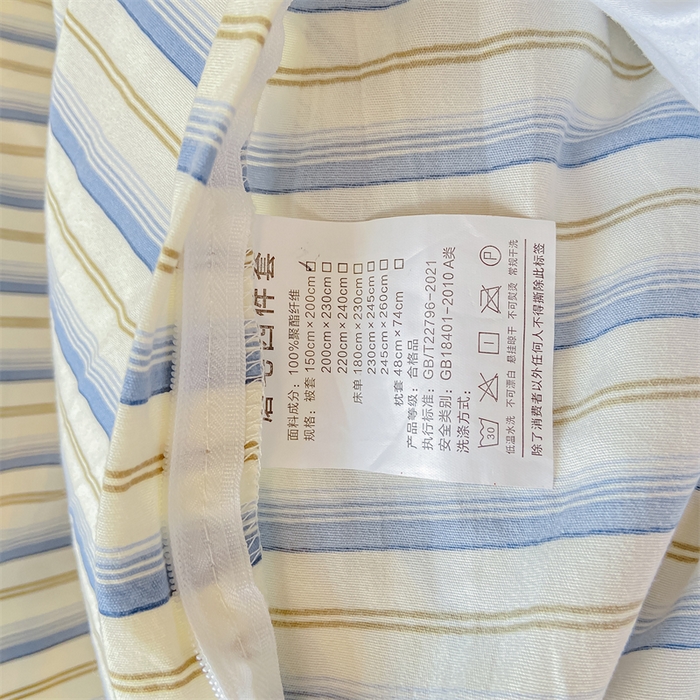 四件套
面料成分：100%聚酯纤维
规格：被套 150cm×200cm☑
200cm×230cm□
220cm×240cm□
床单 180cm×230cm□
230cm×245cm□
245cm×260cm□
枕套 48cm×74cm □
产品等级：合格品
执行标准：GB/T22796-2021
安全类别：GB18401-2010 A类
洗涤方式：
30 P
低温水洗 不可漂白 悬挂晾干 不可熨烫 常规干洗
除了消费者以外任何人不得撕除此标签